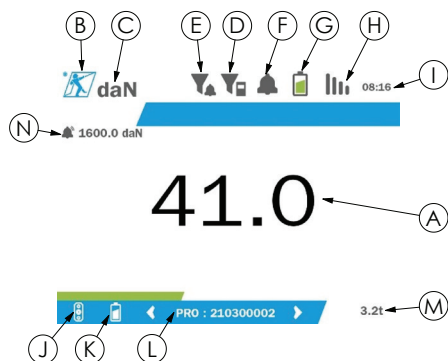 B C E D F G H
daN 08:16 I
N 1600.0 daN
41.0 A
PRO : 210300002 3.2t M
J K L